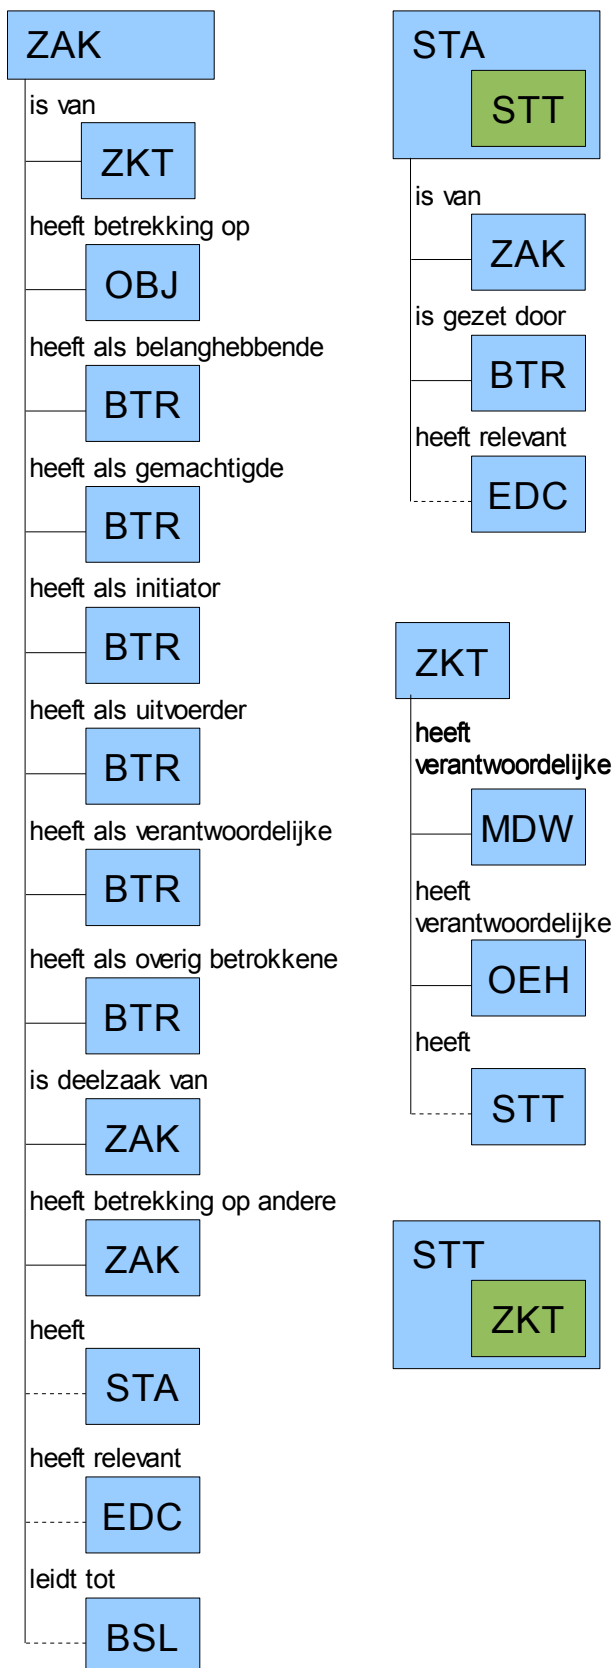 ZAK
is van
ZKT
heeft betrekking op
OBJ
heeft als belanghebbende
BTR
heeft als gemachtigde
BTR
heeft als initiator
BTR
heeft als uitvoerder
BTR
heeft als verantwoordelijke
BTR
heeft als overig betrokkene
BTR
is deelzaak van
ZAK
heeft betrekking op andere
ZAK
heeft
STA
heeft relevant
EDC
leidt tot
BSL
STA
STT
is van
ZAK
is gezet door
BTR
heeft relevant
EDC
ZKT
heeft
verantwoordelijke
MDW
heeft
verantwoordelijke
OEH
heeft
STT
STT
ZKT